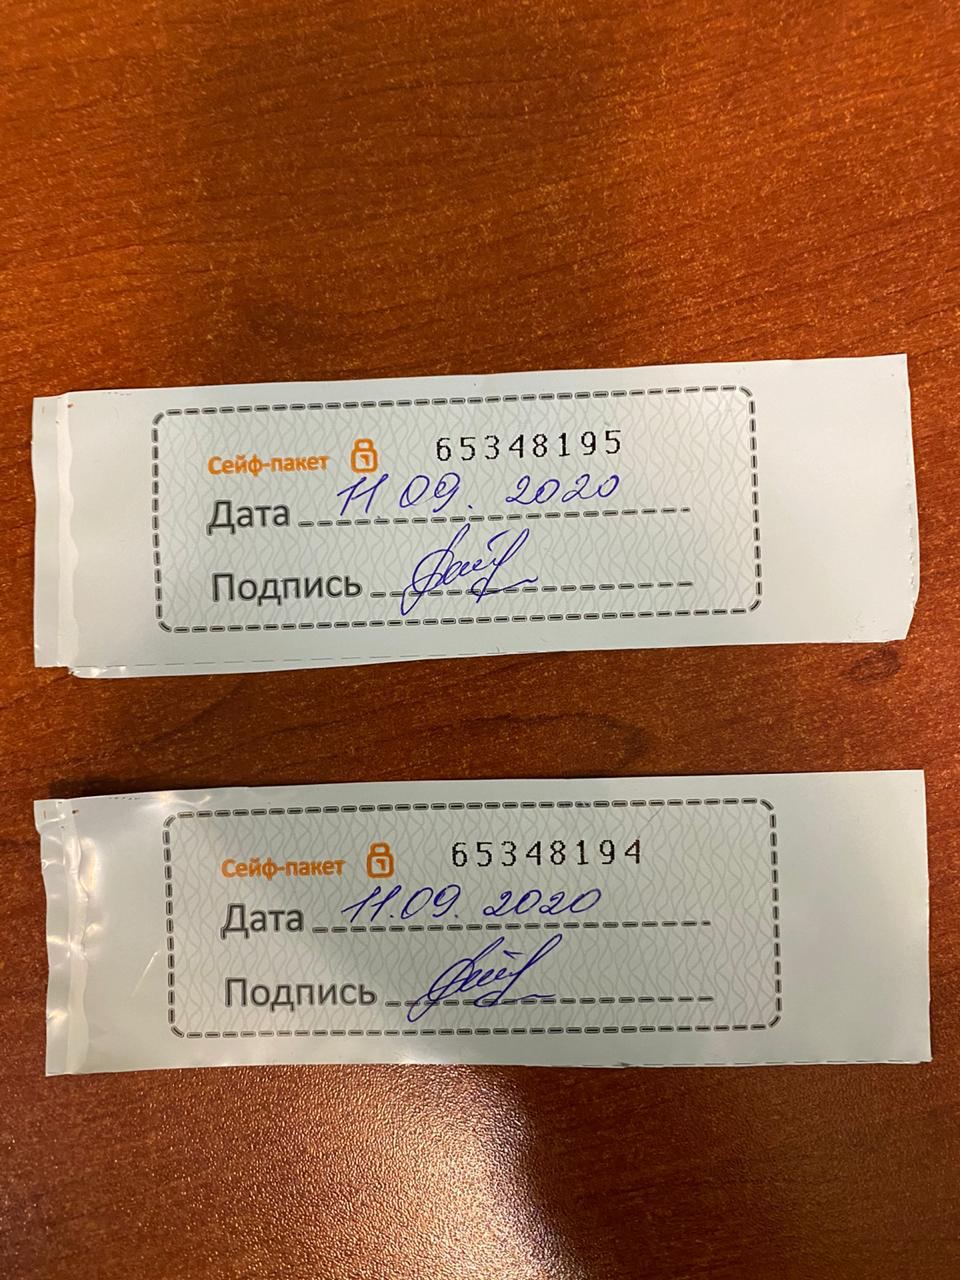 Сейф-пакет 65348195
Дата 11.09.2020
Подпись
Сейф-пакет 65348194
Дата 11.09.2020
Подпись